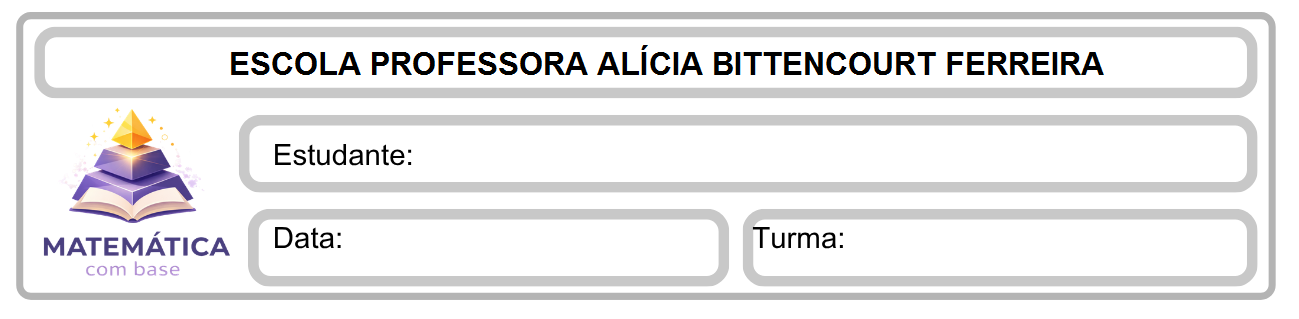 ESCOLA PROFESSORA ALÍCIA BITTENCOURT FERREIRA
Estudante:
Data:
Turma:
MATEMÁTICA
com base